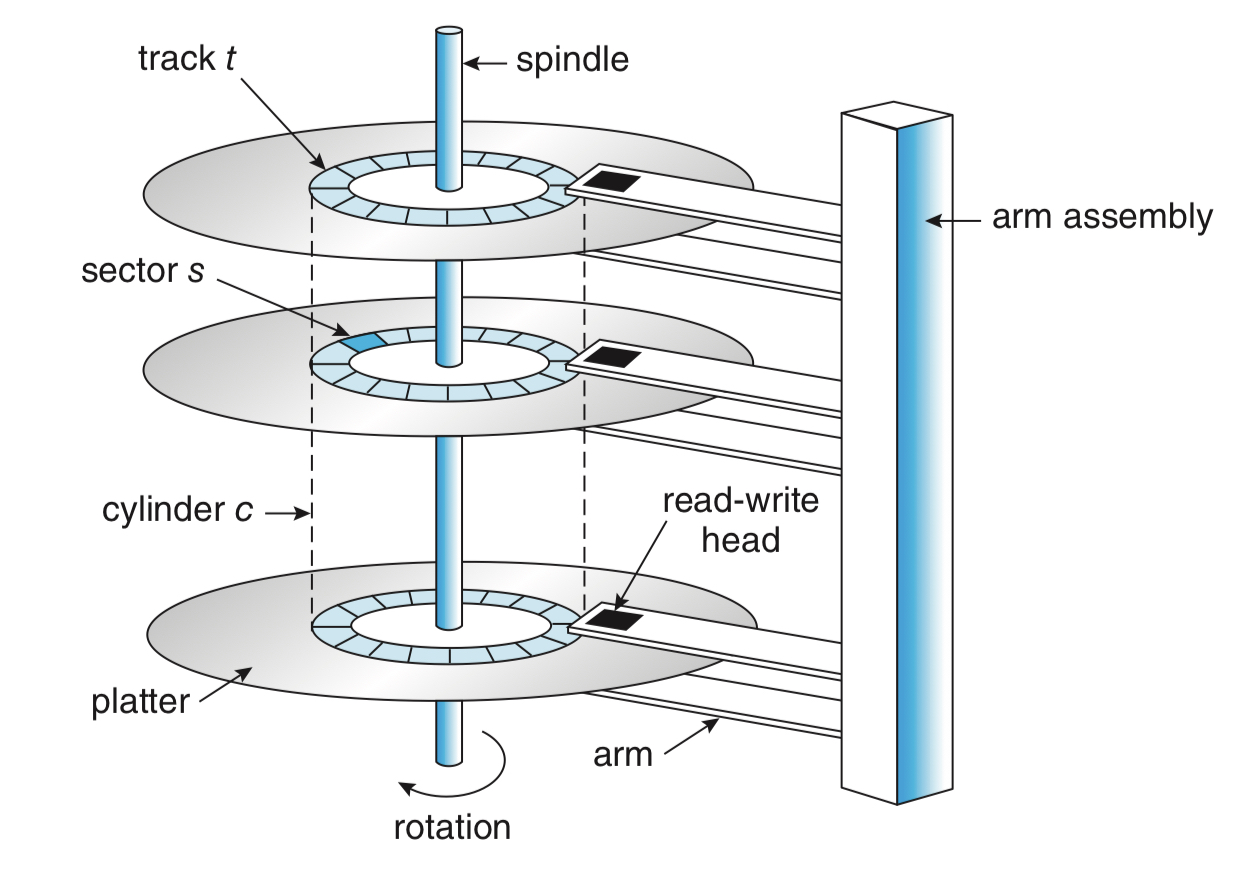 track t
spindle
arm assembly
sector s
cylinder c
read-write
head
platter
arm
rotation